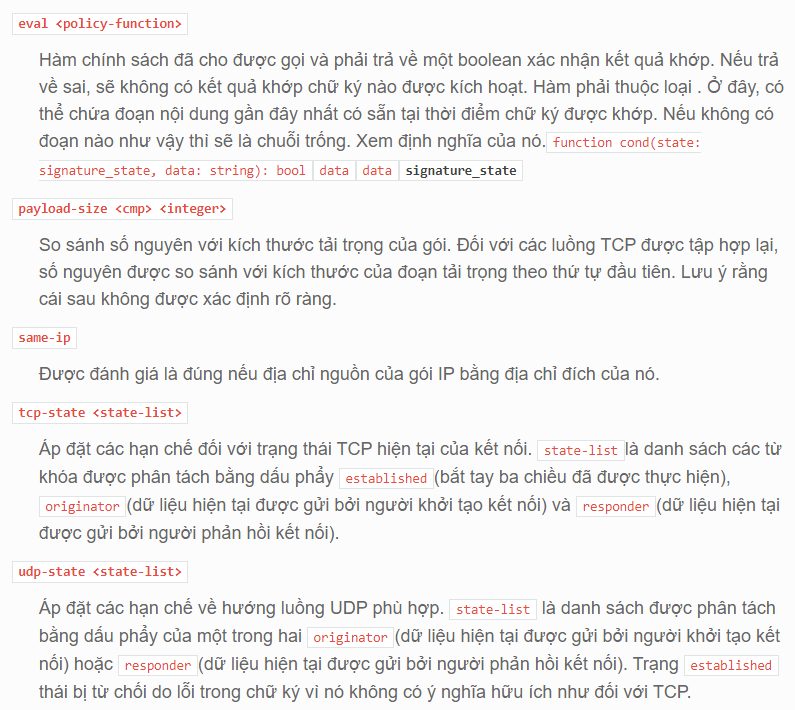 eval <policy-function>
Hàm chính sách đã cho được gọi và phải trả về một boolean xác nhận kết quả khớp. Nếu trả
về sai, sẽ không có kết quả khớp chữ ký nào được kích hoạt. Hàm phải thuộc loại . Ở đây, có
thể chứa đoạn nội dung gần đây nhất có sẵn tại thời điểm chữ ký được khớp. Nếu không có
đoạn nào như vậy thì sẽ là chuỗi trống. Xem định nghĩa của nó. function cond(state:
signature_state, data: string): bool data data signature_state
payload-size <cmp> <integer>
So sánh số nguyên với kích thước tải trọng của gói. Đối với các luồng TCP được tập hợp lại,
số nguyên được so sánh với kích thước của đoạn tải trọng theo thứ tự đầu tiên. Lưu ý rằng
cái sau không được xác định rõ ràng.
same-ip
Được đánh giá là đúng nếu địa chỉ nguồn của gói IP bằng địa chỉ đích của nó.
tcp-state <state-list>
Áp đặt các hạn chế đối với trạng thái TCP hiện tại của kết nối. state-list là danh sách các từ
khóa được phân tách bằng dấu phẩy established (bắt tay ba chiều đã được thực hiện),
originator (dữ liệu hiện tại được gửi bởi người khởi tạo kết nối) và responder (dữ liệu hiện tại
được gửi bởi người phản hồi kết nối).
udp-state <state-list>
Áp đặt các hạn chế về hướng luồng UDP phù hợp. state-list là danh sách được phân tách
bằng dấu phẩy của một trong hai originator (dữ liệu hiện tại được gửi bởi người khởi tạo kết
nối) hoặc responder (dữ liệu hiện tại được gửi bởi người phản hồi kết nối). Trạng established
thái bị từ chối do lỗi trong chữ ký vì nó không có ý nghĩa hữu ích như đối với TCP.